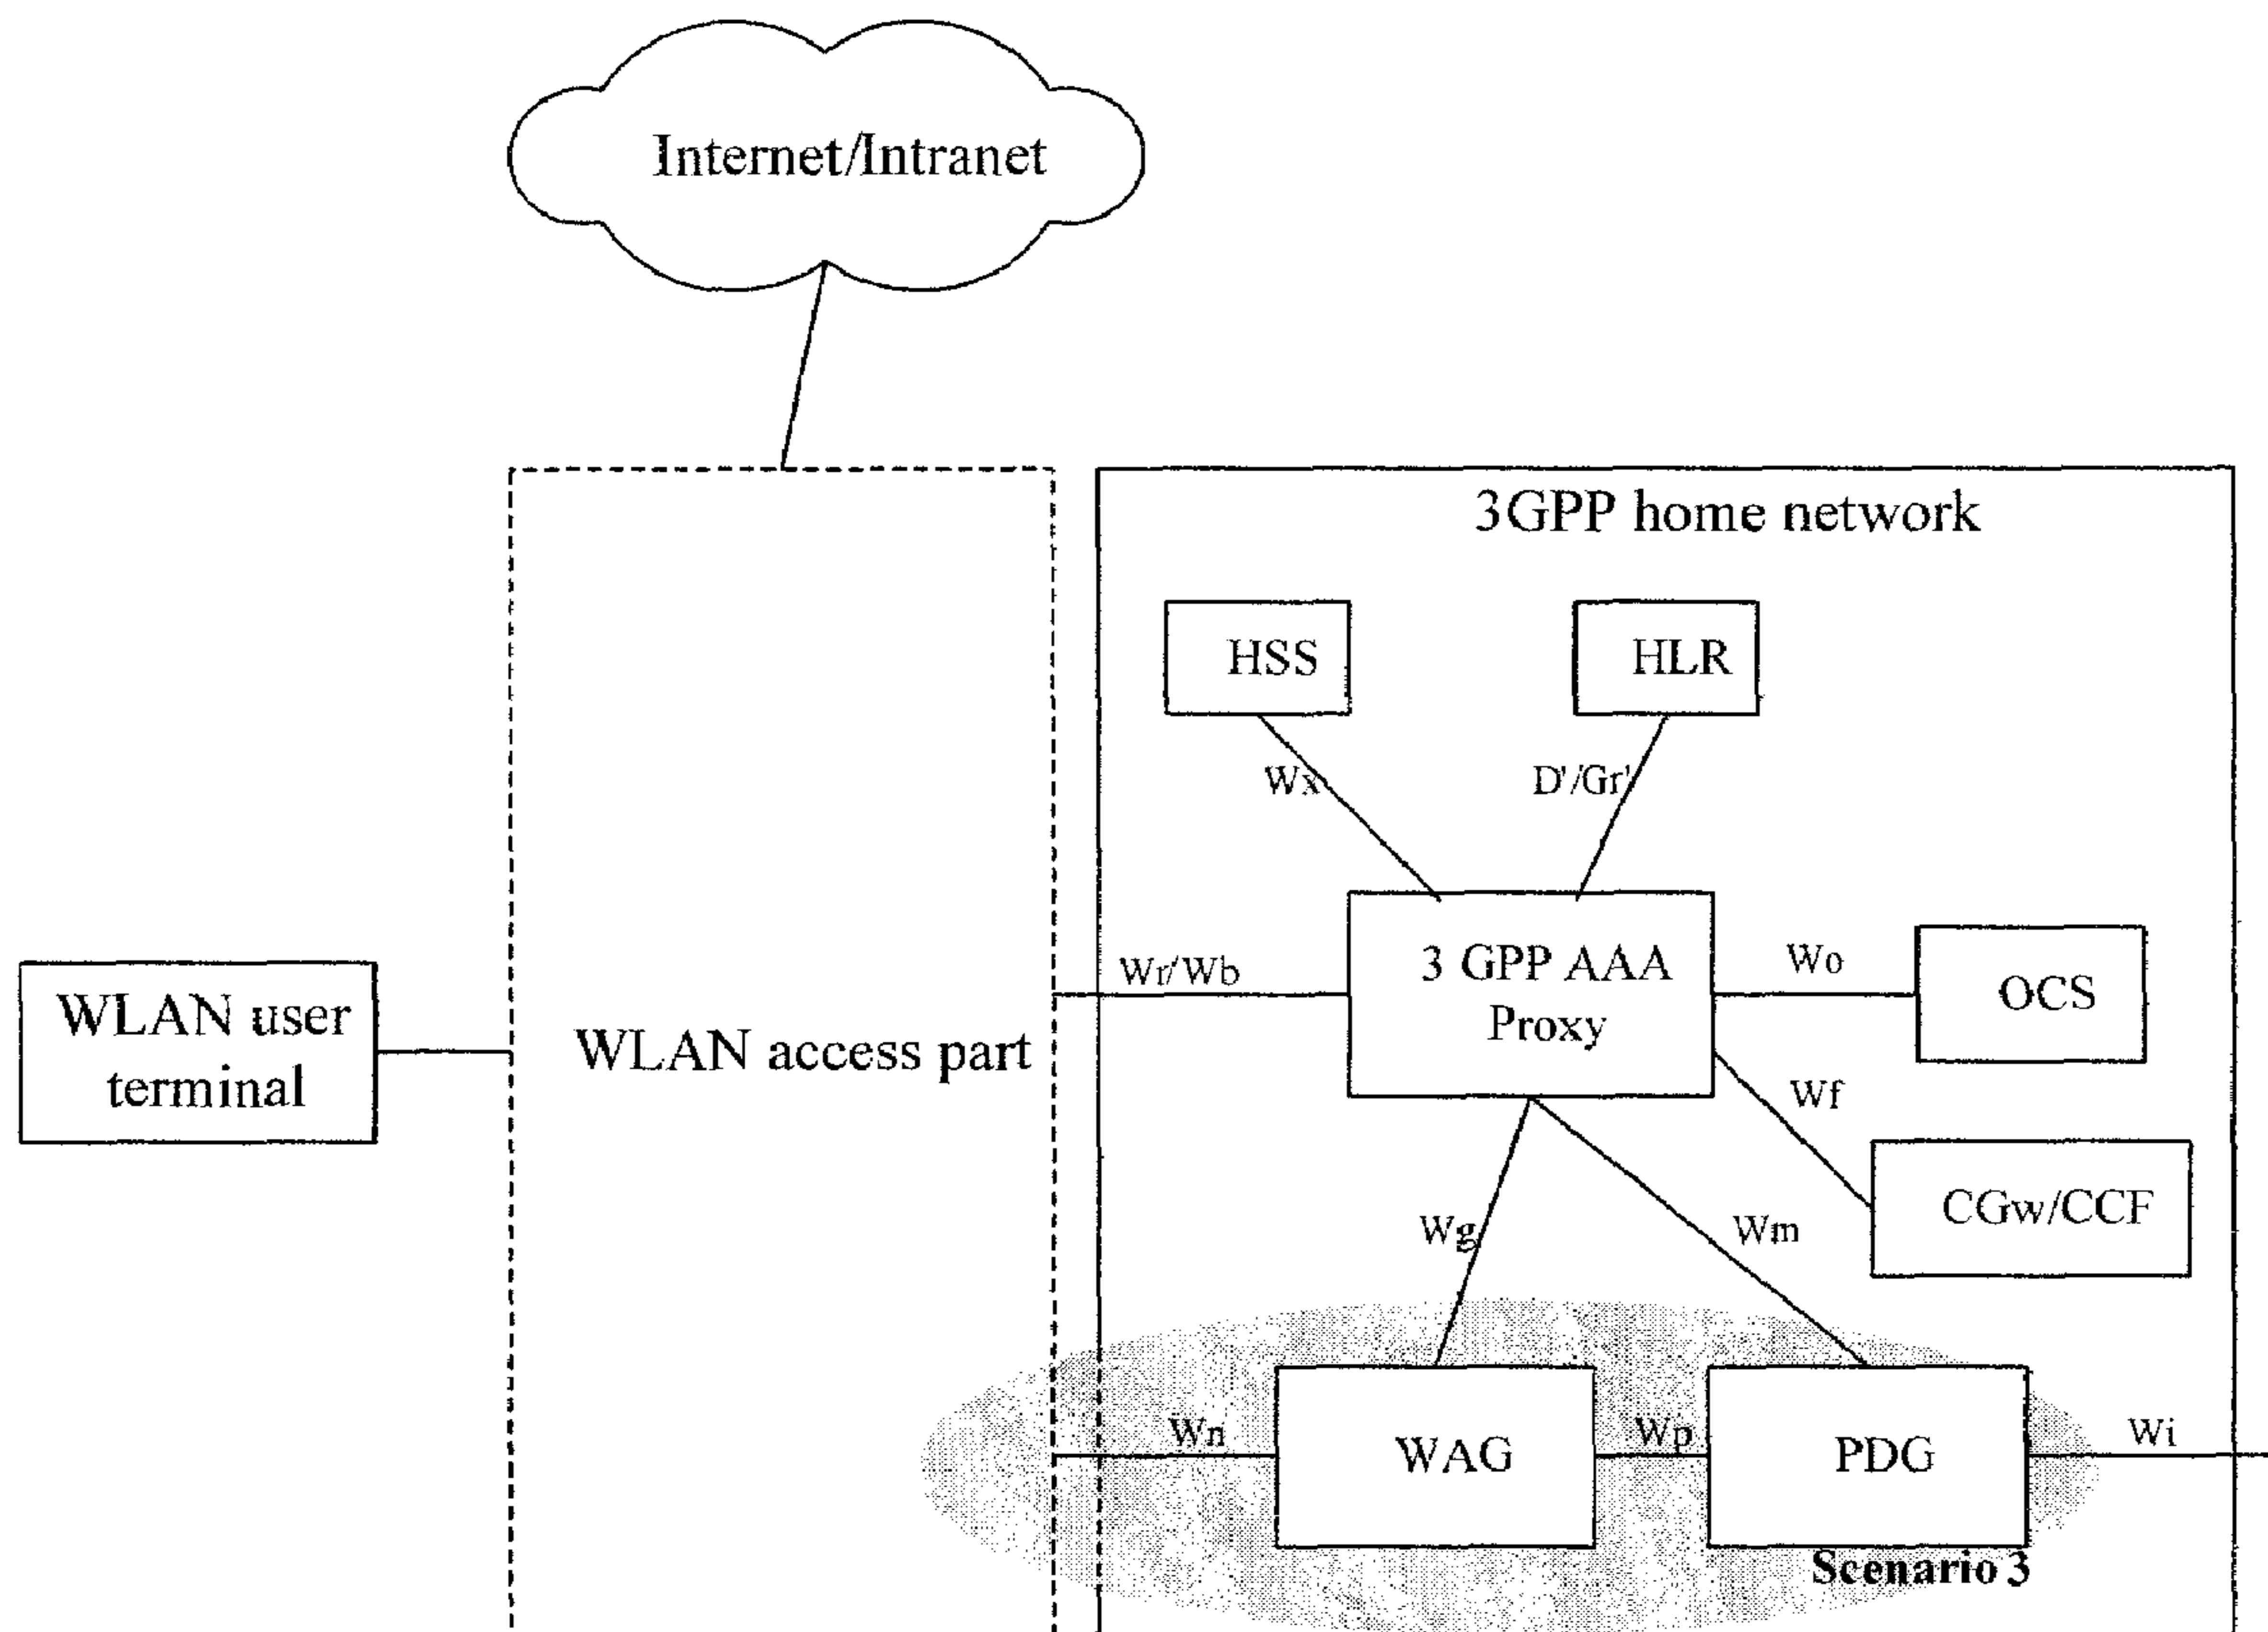 Internet/Intranet
3GPP home network
HSS
HLR
Wx
D'/Gr'
Wr/Wb
3 GPP AAA
Proxy
Wo
OCS
WLAN user
terminal
WLAN access part
Wf
CGw/CCF
Wg
Wm
Wn
WAG
Wp
PDG
Wi
Scenario 3